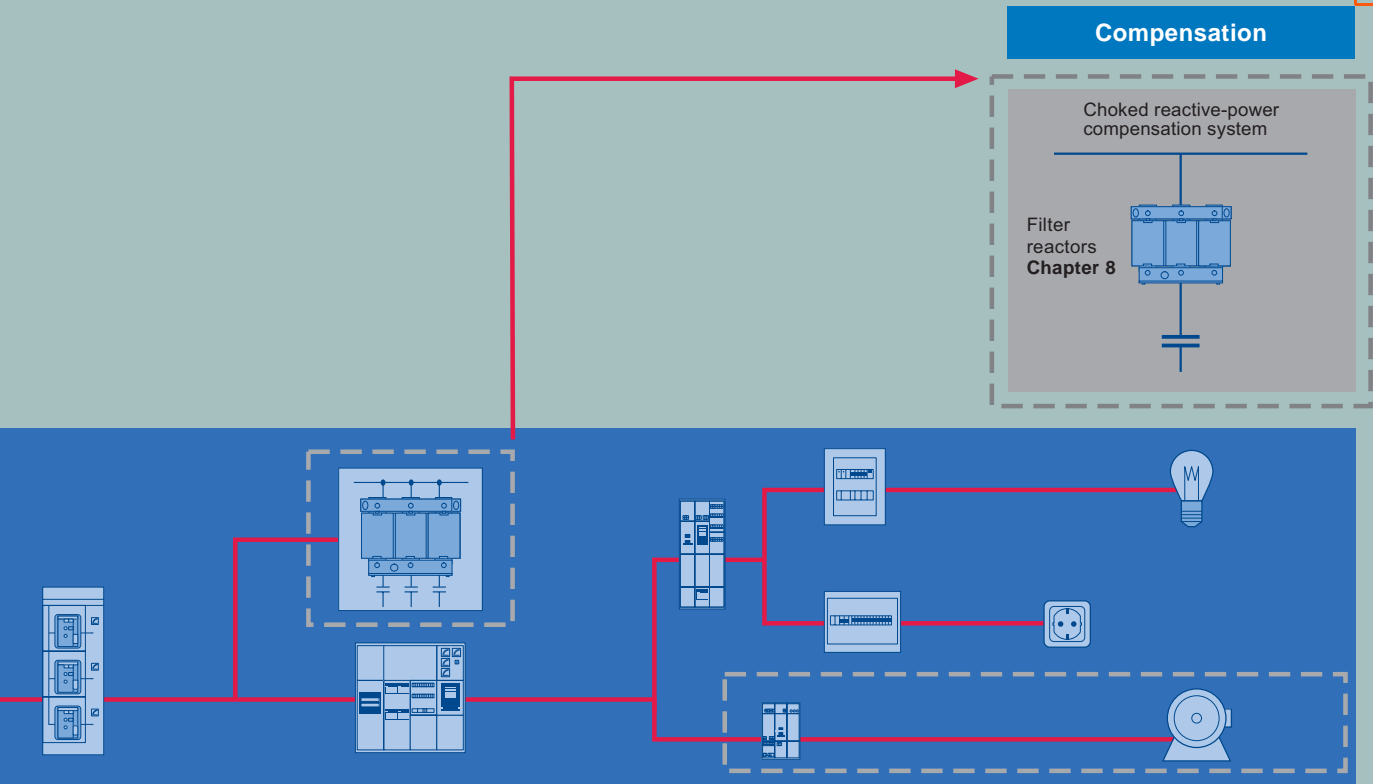 Compensation
Choked reactive-power
compensation system
Filter
reactors
Chapter 8